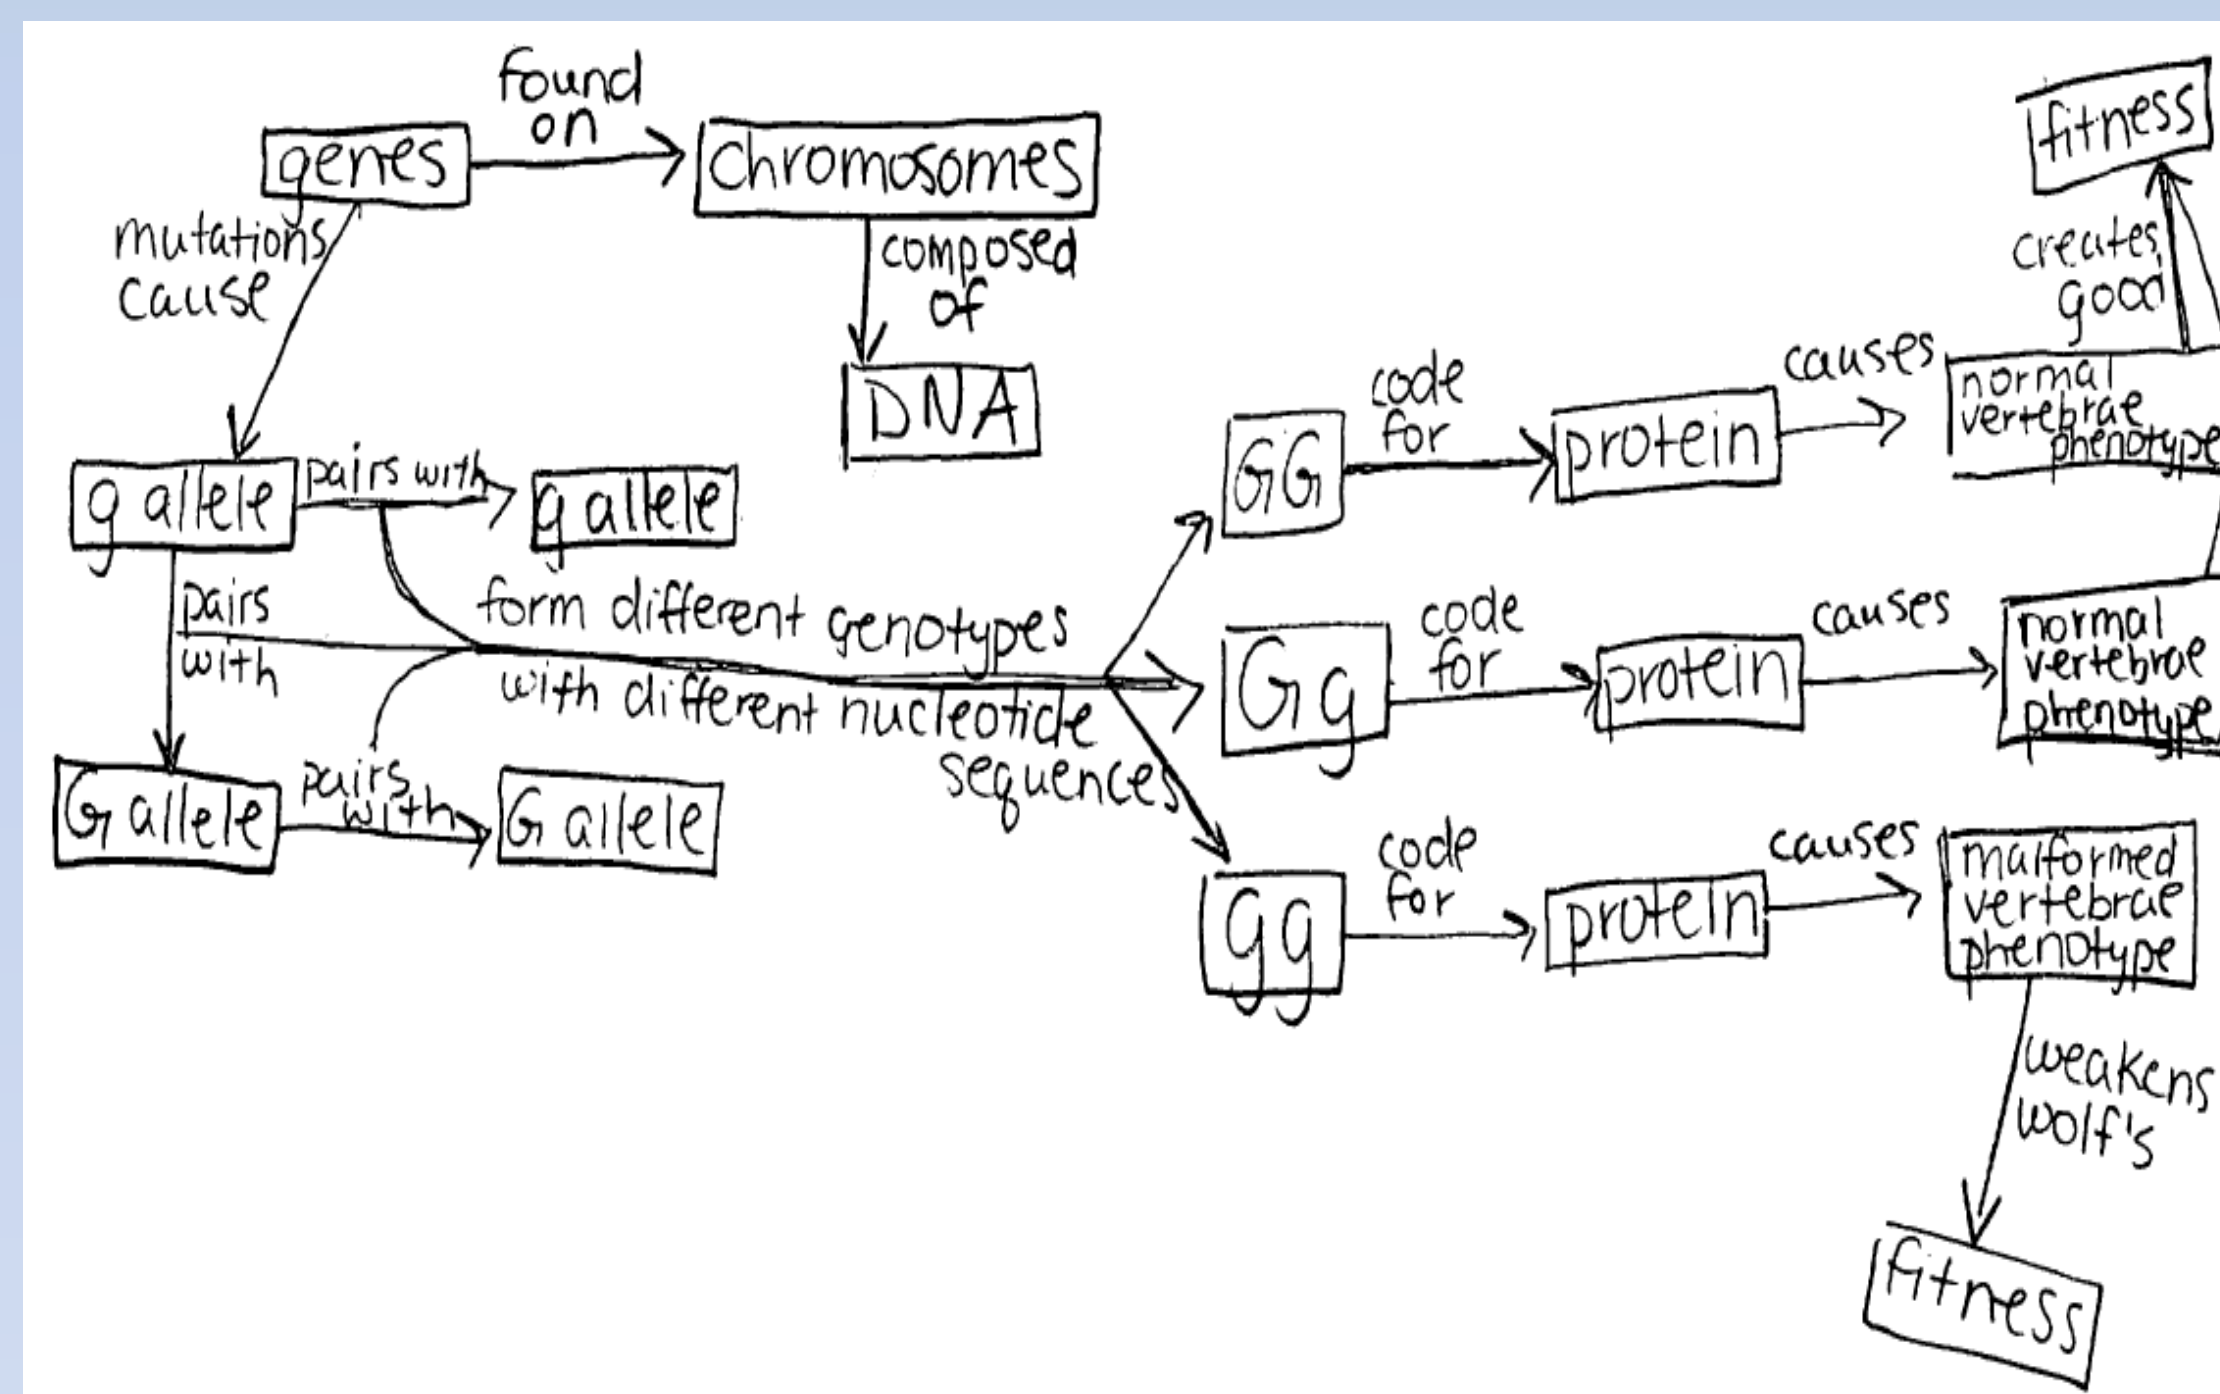 found
on
genes
chromosomes
mutations
cause
composed
of
DNA
g allele
pairs with
g allele
pairs
with
form different genotypes
with different nucleotide
sequences
G allele
pairs
with
G allele
GG
code
for
protein
causes
normal
vertebrae
phenotype
creates
good
fitness
Gg
code
for
protein
causes
normal
vertebrae
phenotype
gg
code
for
protein
causes
malformed
vertebrae
phenotype
weakens
wolf's
fitness